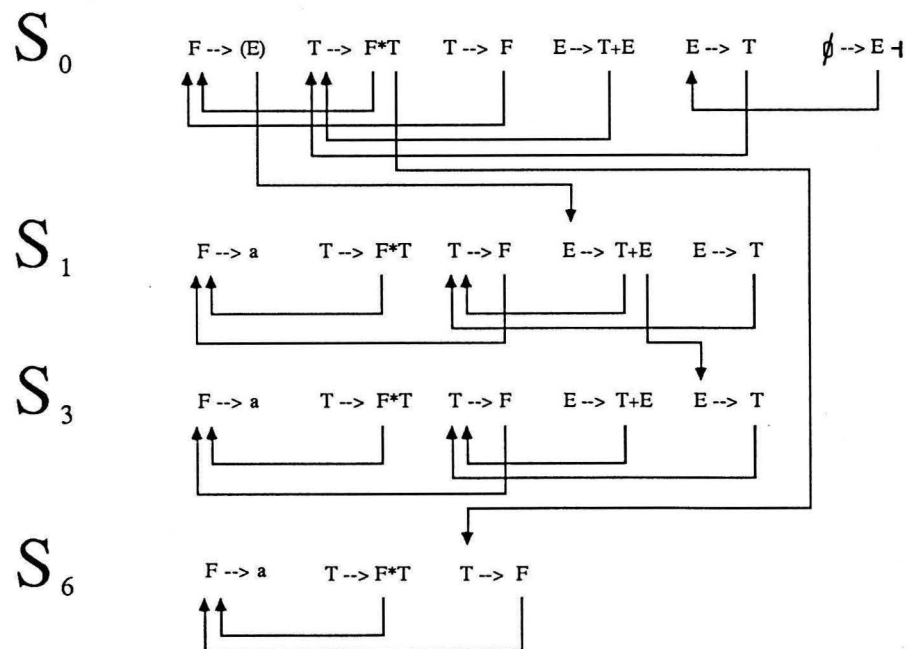 S0 F --> (E) T --> F*T T --> F E --> T+E E --> T ϕ --> E ⊣
S1 F --> a T --> F*T T --> F E --> T+E E --> T
S3 F --> a T --> F*T T --> F E --> T+E E --> T
S6 F --> a T --> F*T T --> F